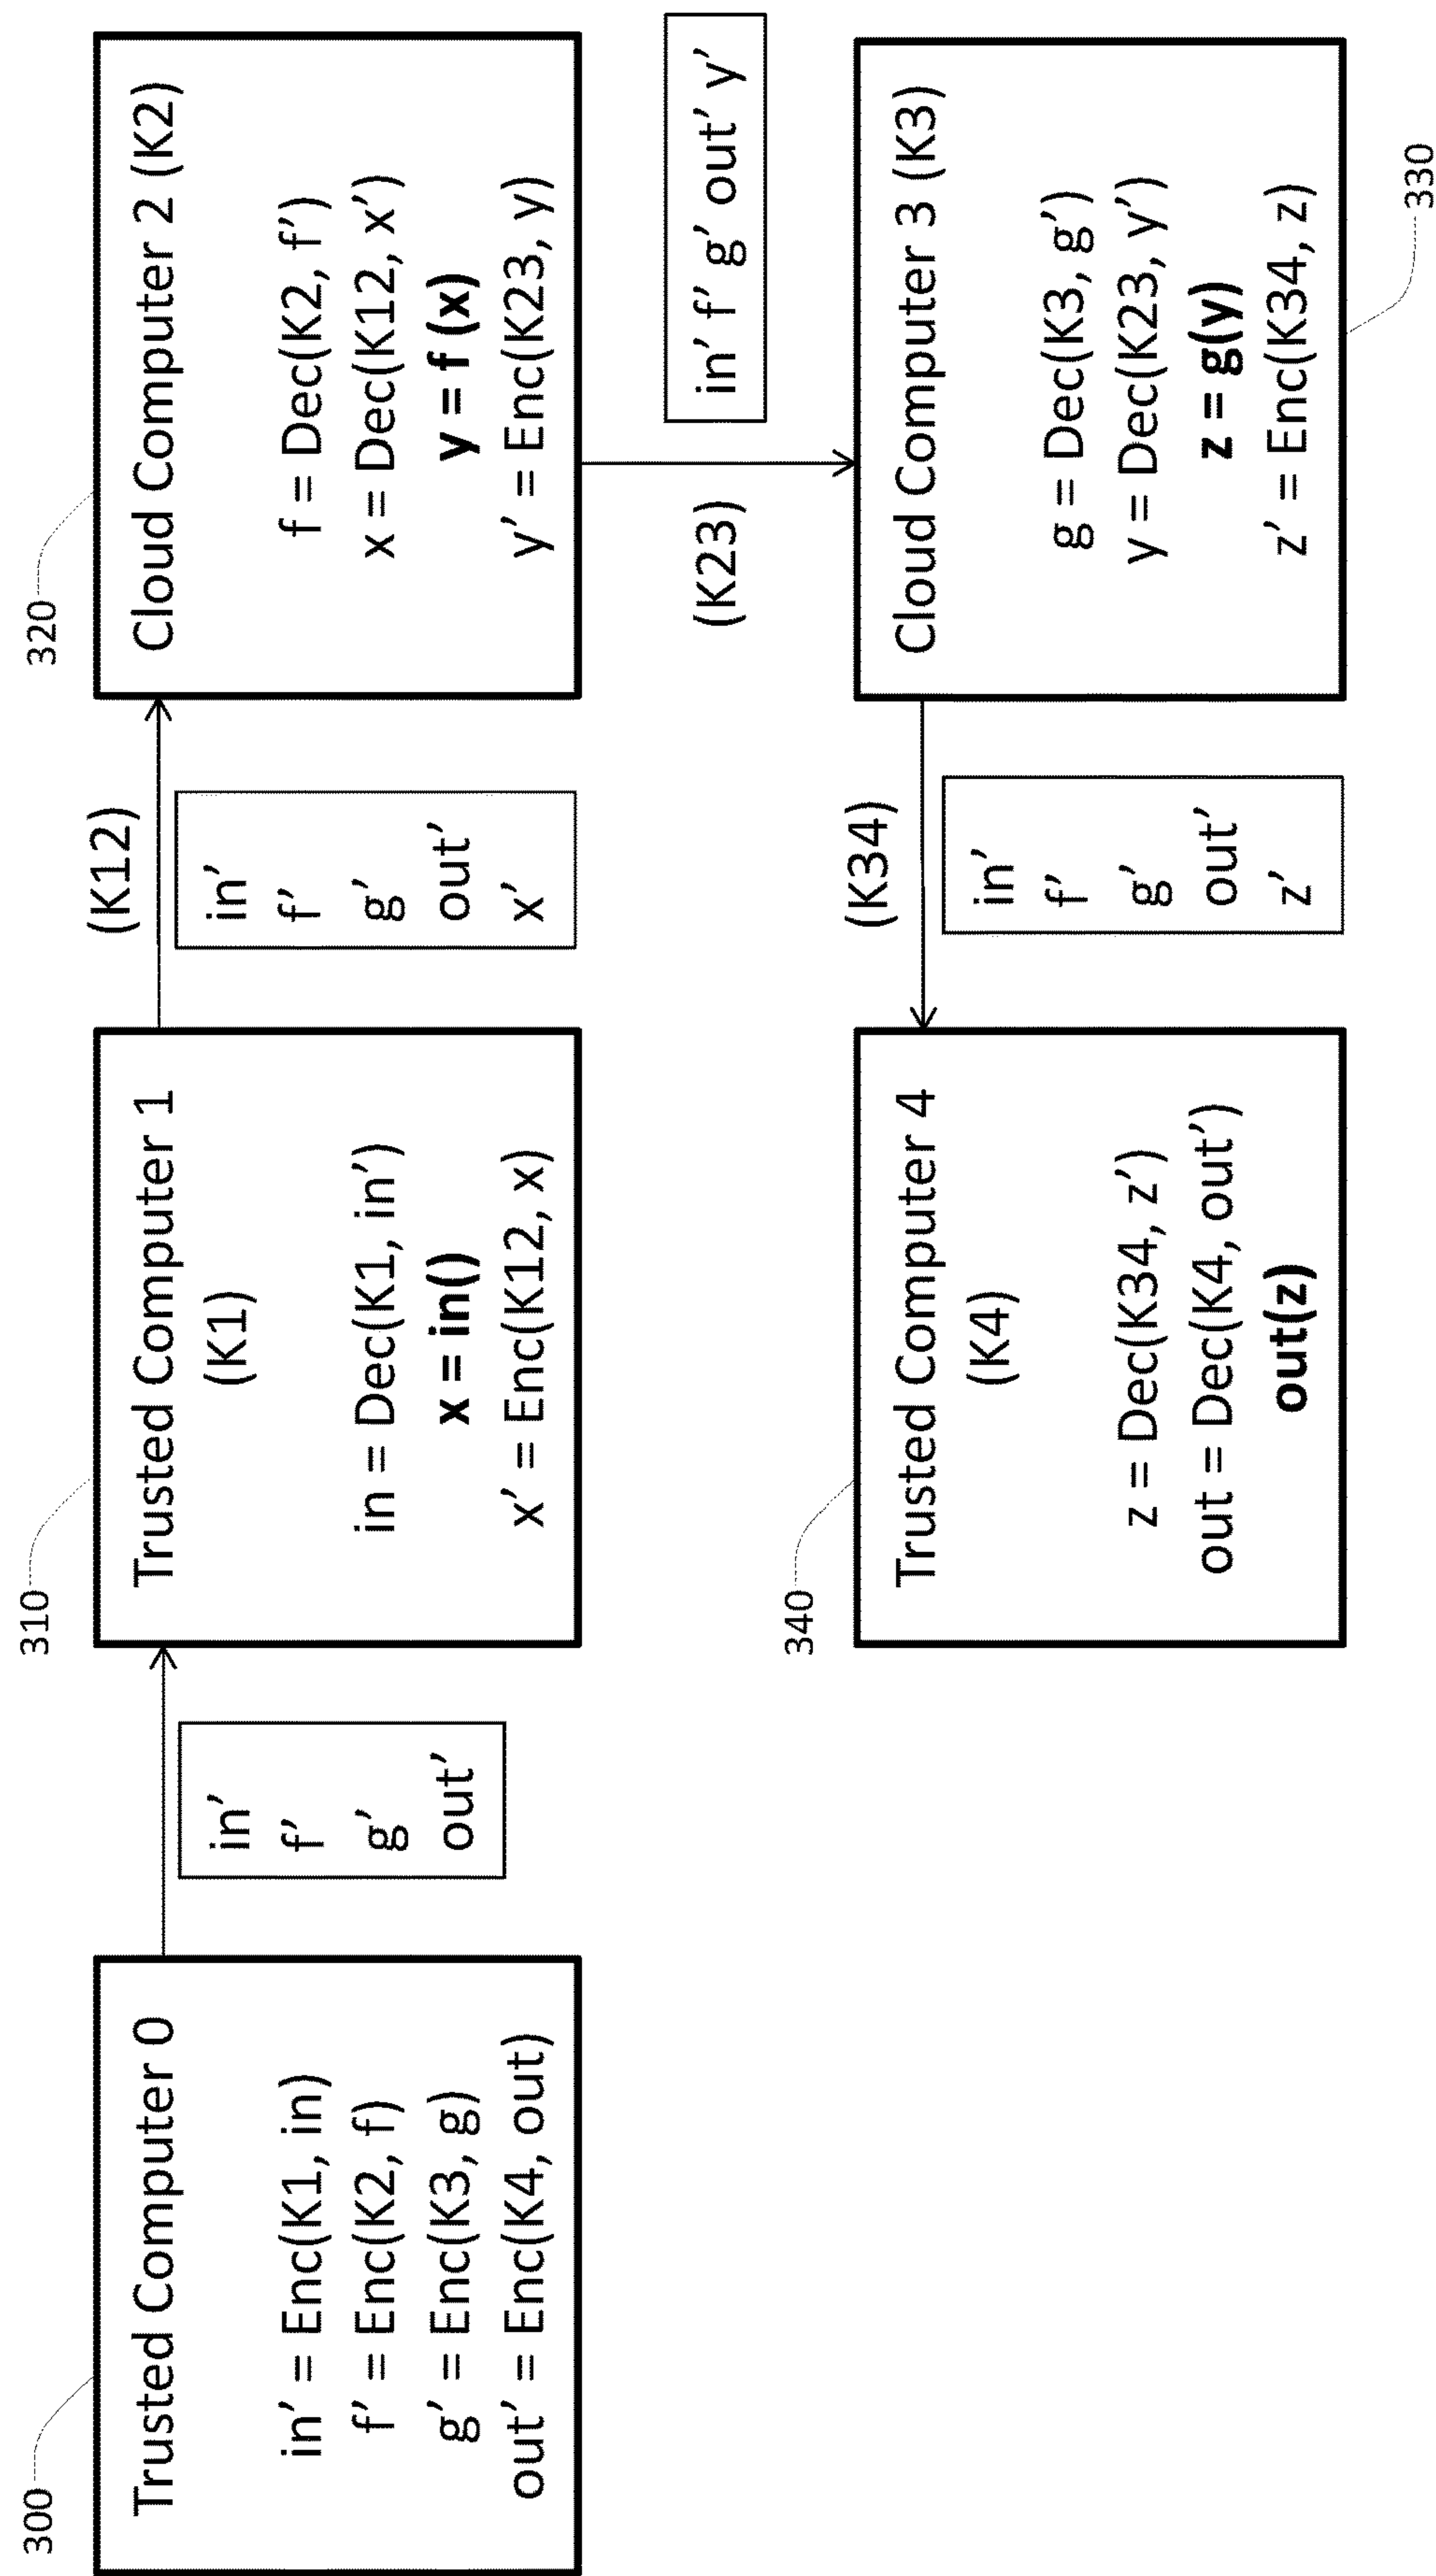 300
Trusted Computer 0
in' = Enc(K1, in)
f' = Enc(K2, f)
g' = Enc(K3, g)
out' = Enc(K4, out)
in'
f'
g'
out'
310
Trusted Computer 1
(K1)
in = Dec(K1, in')
x = in()
x' = Enc(K12, x)
(K12)
in'
f'
g'
out'
x'
320
Cloud Computer 2 (K2)
f = Dec(K2, f')
x = Dec(K12, x')
y = f (x)
y' = Enc(K23, y)
(K23)
in' f' g' out' y'
Cloud Computer 3 (K3)
g = Dec(K3, g')
y = Dec(K23, y')
z = g(y)
z' = Enc(K34, z)
330
(K34)
in'
f'
g'
out'
z'
340
Trusted Computer 4
(K4)
z = Dec(K34, z')
out = Dec(K4, out')
out(z)